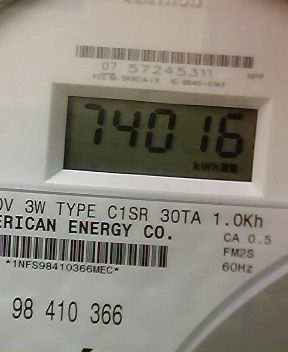 07 57245311
74016
kWh
0V 3W TYPE C1SR 30TA 1.0Kh
ERICAN ENERGY CO.
CA 0.5
FM2S
*1NFS98410366MEC*
60Hz
98 410 366